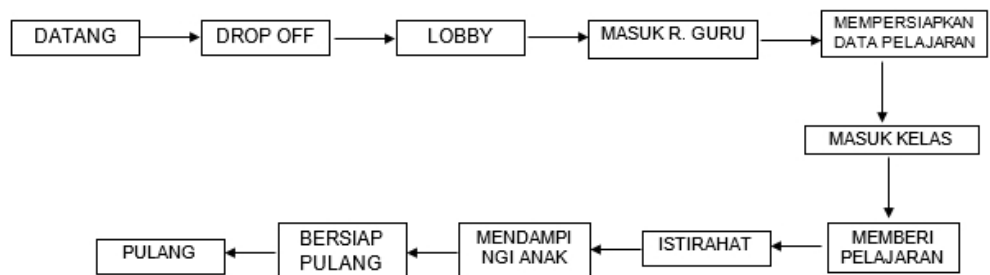 DATANG
DROP OFF
LOBBY
MASUK R. GURU
MEMPERSIAPKAN
DATA PELAJARAN
MASUK KELAS
MEMBERI
PELAJARAN
ISTIRAHAT
MENDAMPI
NGI ANAK
BERSIAP
PULANG
PULANG